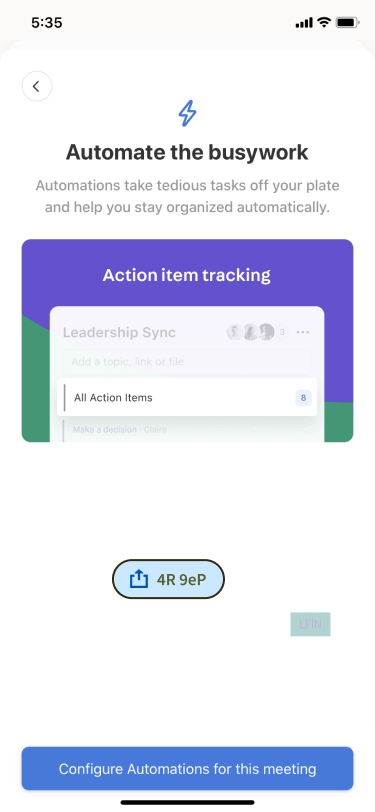 5:35
Automate the busywork
Automations take tedious tasks off your plate
and help you stay organized automatically.
Action item tracking
Leadership Sync
3
Add a topic, link or file
All Action Items
8
Make a decision · Claire
4R 9eP
LFIN
Configure Automations for this meeting